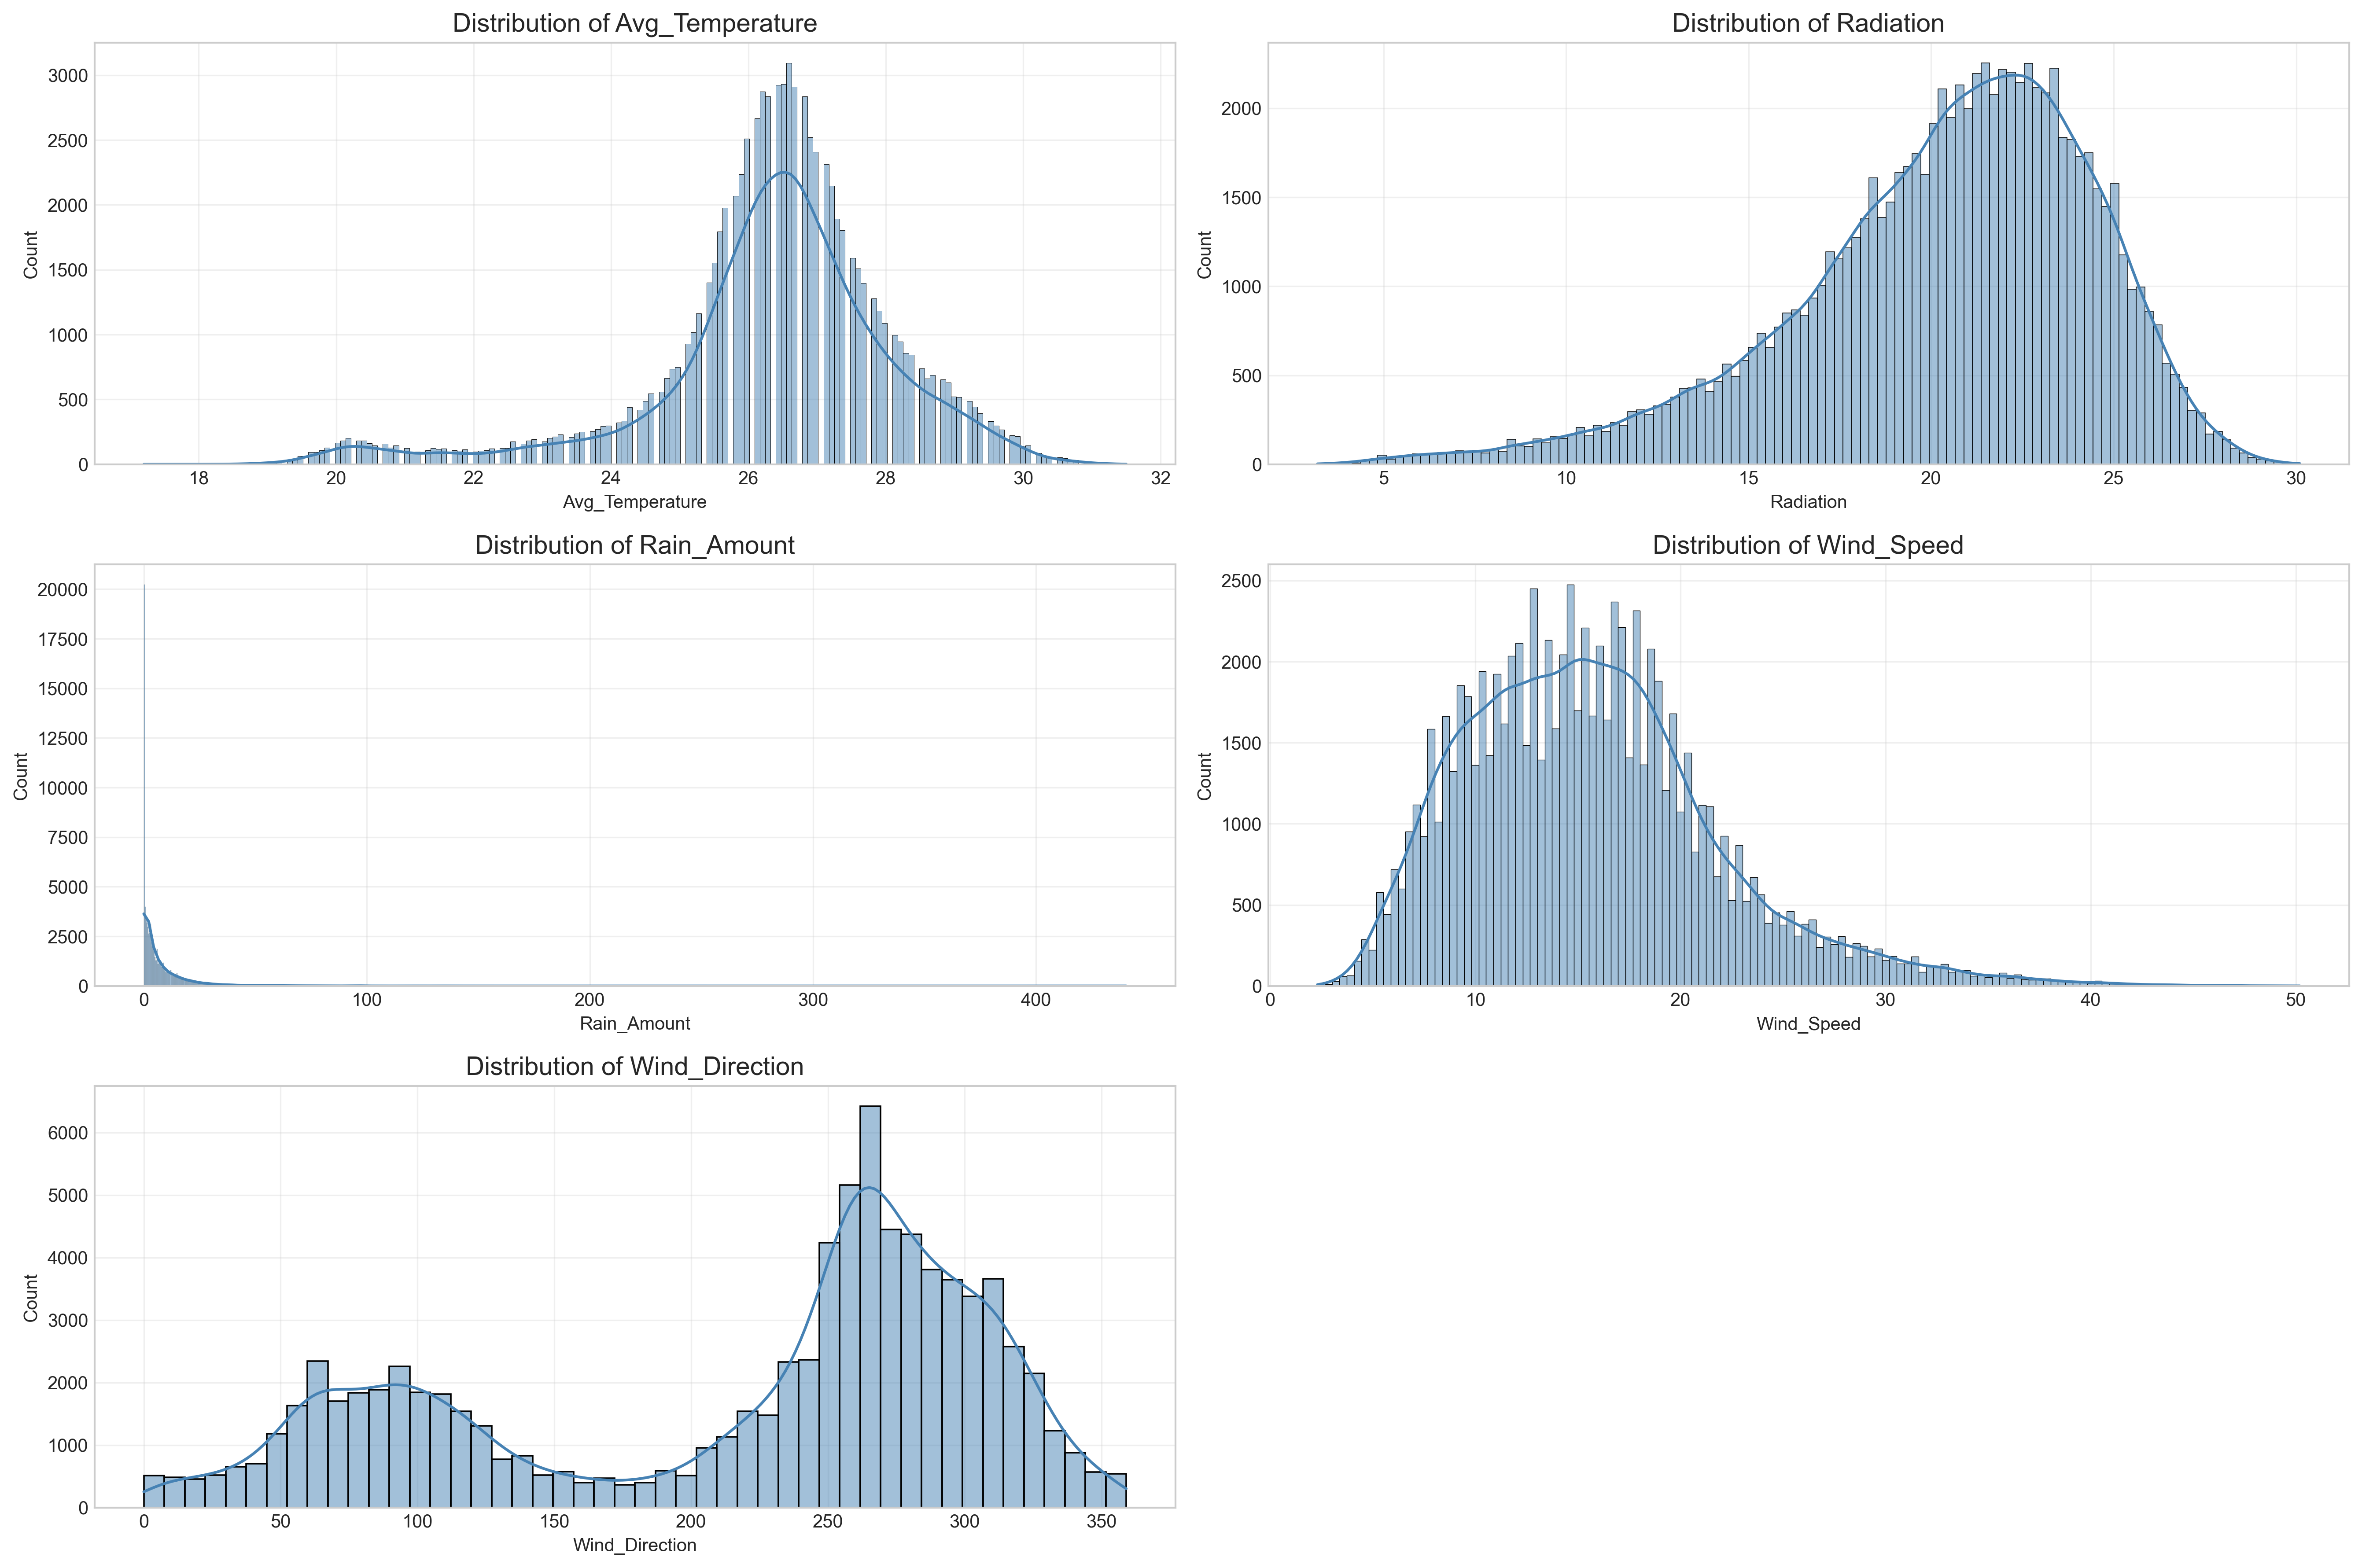 Distribution of Avg_Temperature
3000
2500
2000
1500
1000
500
0
Count
18 20 22 24 26 28 30 32
Avg_Temperature
Distribution of Radiation
2000
1500
1000
500
0
Count
5 10 15 20 25 30
Radiation
Distribution of Rain_Amount
20000
17500
15000
12500
10000
7500
5000
2500
0
Count
0 100 200 300 400
Rain_Amount
Distribution of Wind_Speed
2500
2000
1500
1000
500
0
Count
0 10 20 30 40 50
Wind_Speed
Distribution of Wind_Direction
6000
5000
4000
3000
2000
1000
0
Count
0 50 100 150 200 250 300 350
Wind_Direction